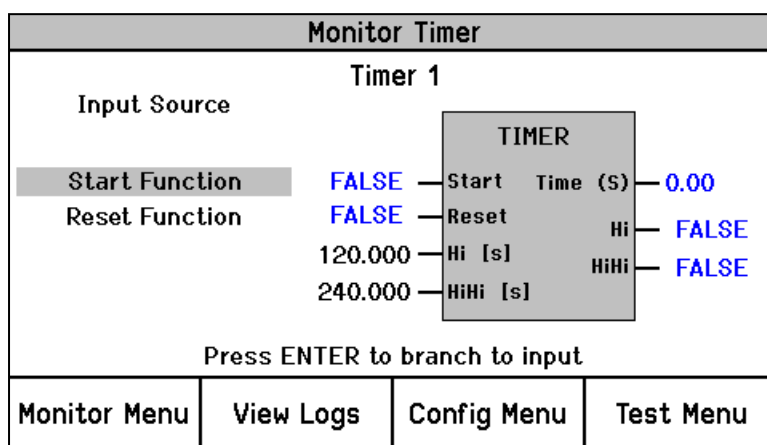 Monitor Timer
Timer 1
Input Source
TIMER
Start Function FALSE Start Time (S) 0.00
Reset Function FALSE Reset
Hi FALSE
120.000 Hi [s]
HiHi FALSE
240.000 HiHi [s]
Press ENTER to branch to input
Monitor Menu View Logs Config Menu Test Menu